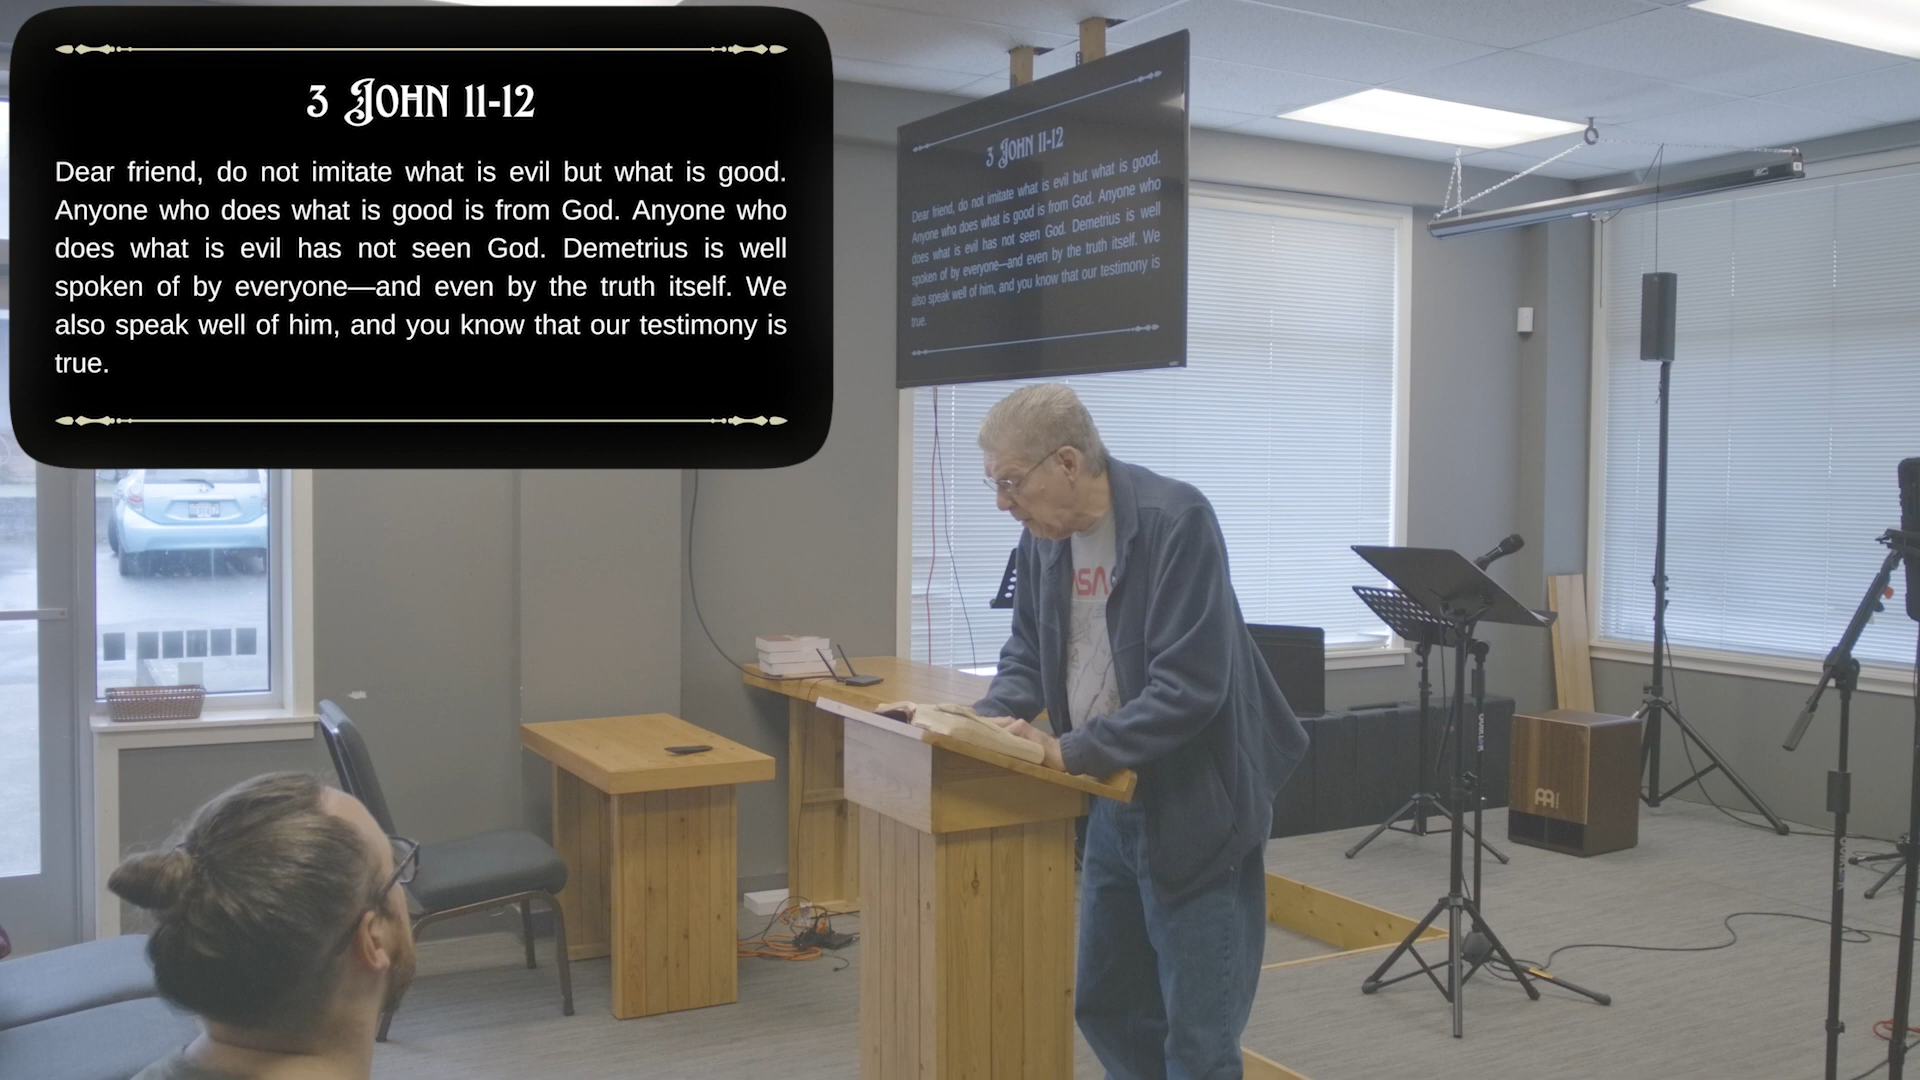 3 JOHN 11-12
Dear friend, do not imitate what is evil but what is good.
Anyone who does what is good is from God. Anyone who
does what is evil has not seen God. Demetrius is well
spoken of by everyone—and even by the truth itself. We
also speak well of him, and you know that our testimony is
true.
3 JOHN 11-12
Dear friend, do not imitate what is evil but what is good.
Anyone who does what is good is from God. Anyone who
does what is evil has not seen God. Demetrius is well
spoken of by everyone—and even by the truth itself. We
also speak well of him, and you know that our testimony is
true.